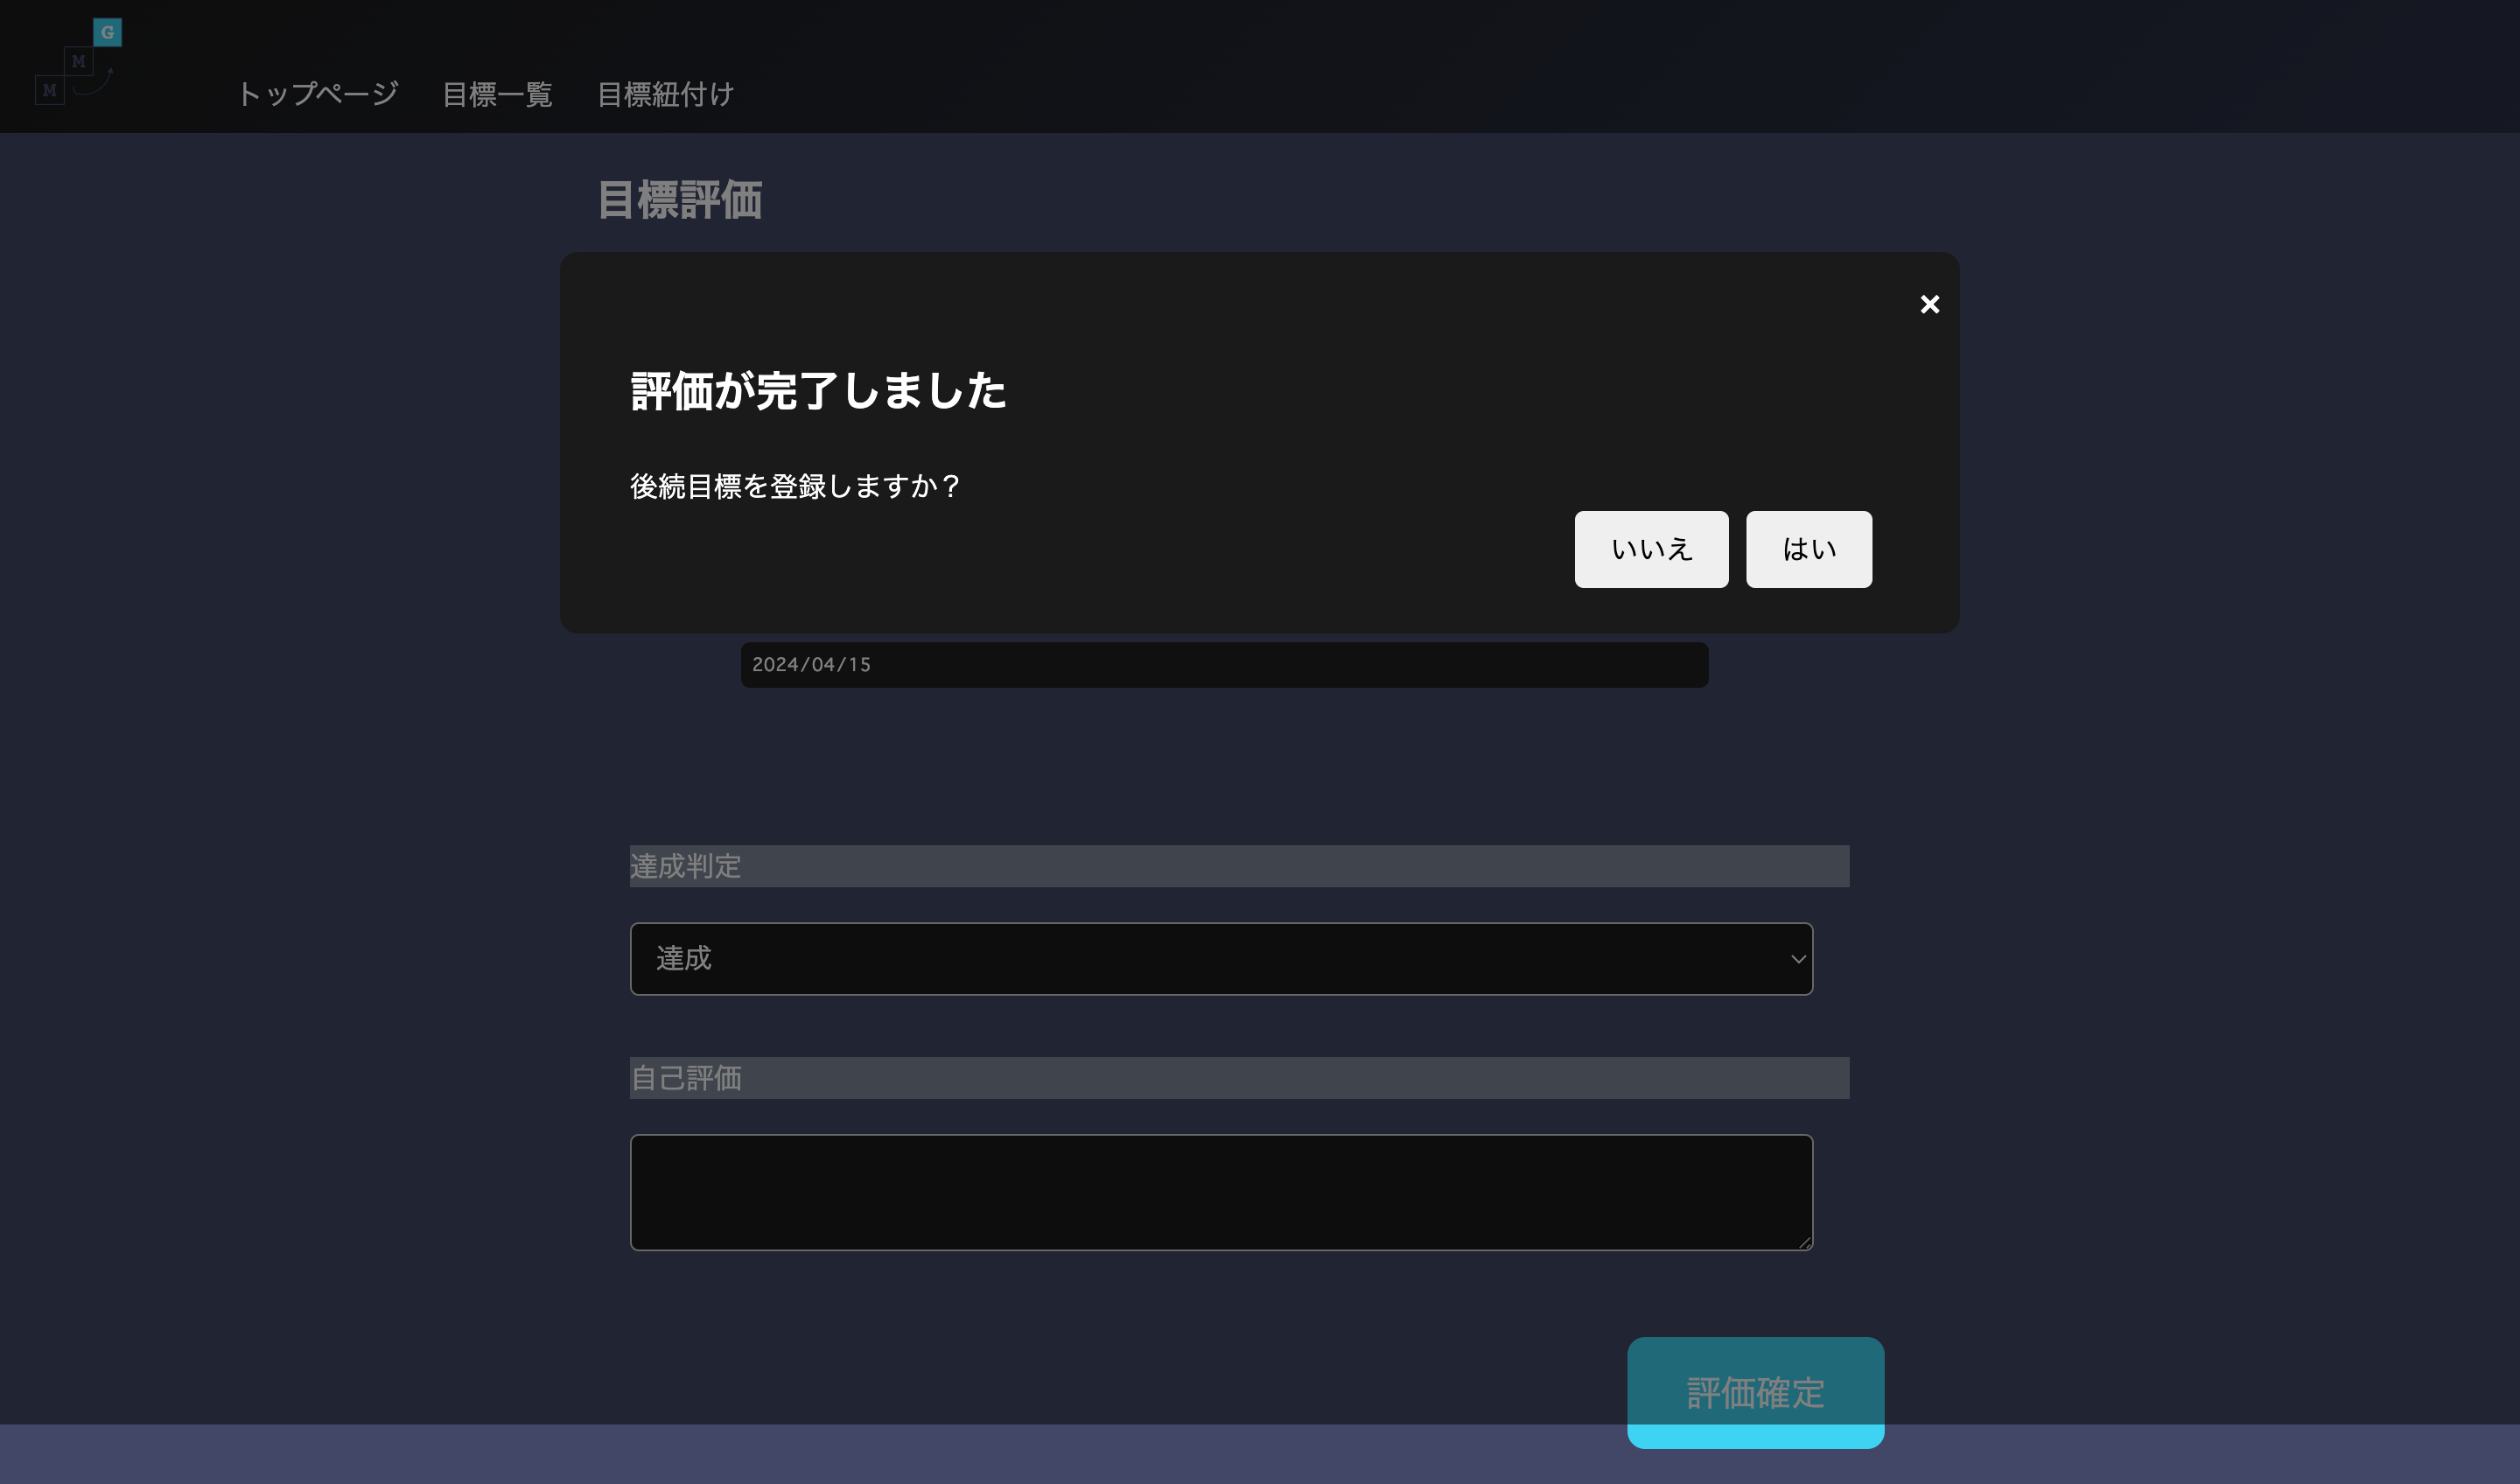 G
M
M
トップページ 目標一覧 目標紐付け
目標評価
×
評価が完了しました
後続目標を登録しますか？
いいえ はい
2024/04/15
達成判定
達成
自己評価
評価確定